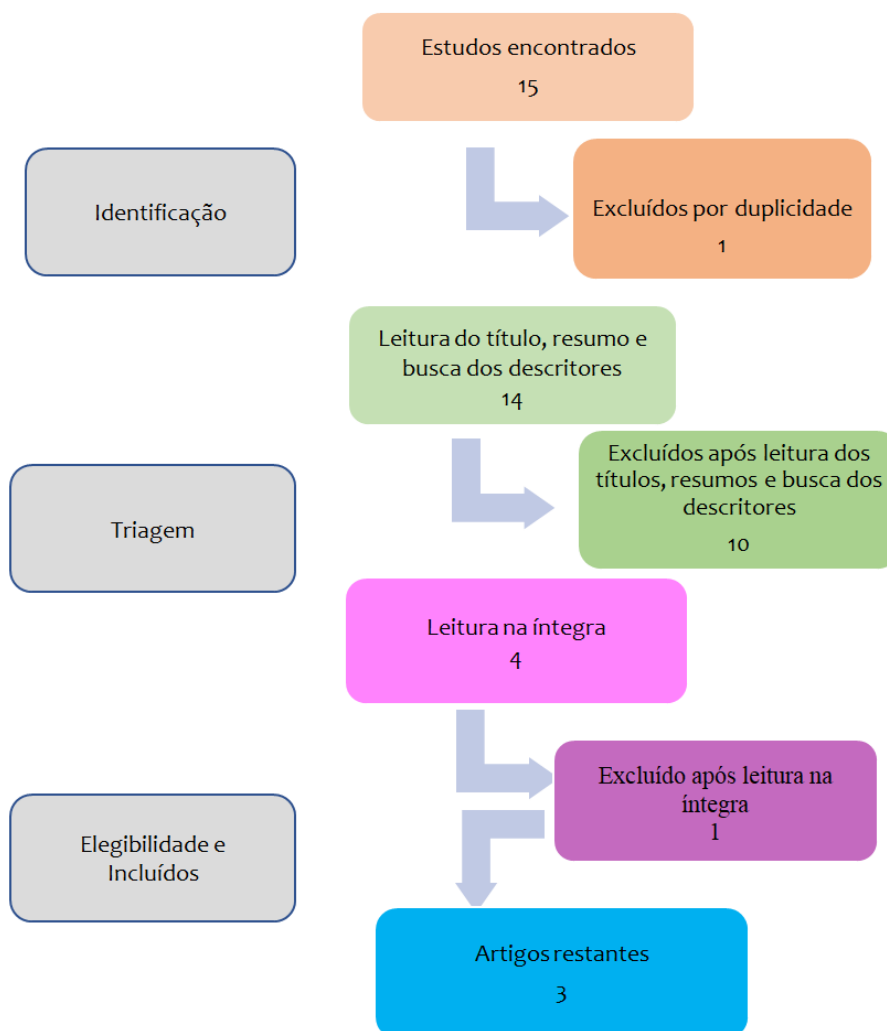 Estudos encontrados
15
Identificação
Excluídos por duplicidade
1
Leitura do título, resumo e
busca dos descritores
14
Triagem
Excluídos após leitura dos
títulos, resumos e busca dos
descritores
10
Leitura na íntegra
4
Excluído após leitura na
íntegra
1
Elegibilidade e
Incluídos
Artigos restantes
3